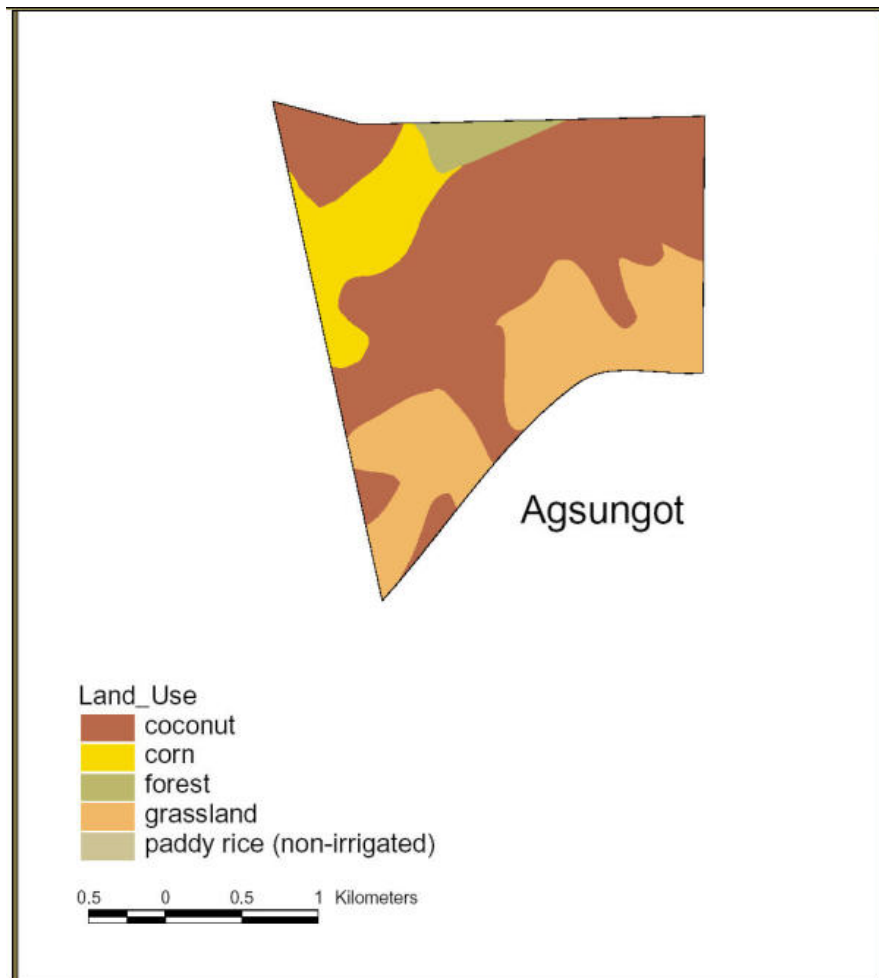 Agsungot
Land_Use
coconut
corn
forest
grassland
paddy rice (non-irrigated)
0.5 0 0.5 1 Kilometers